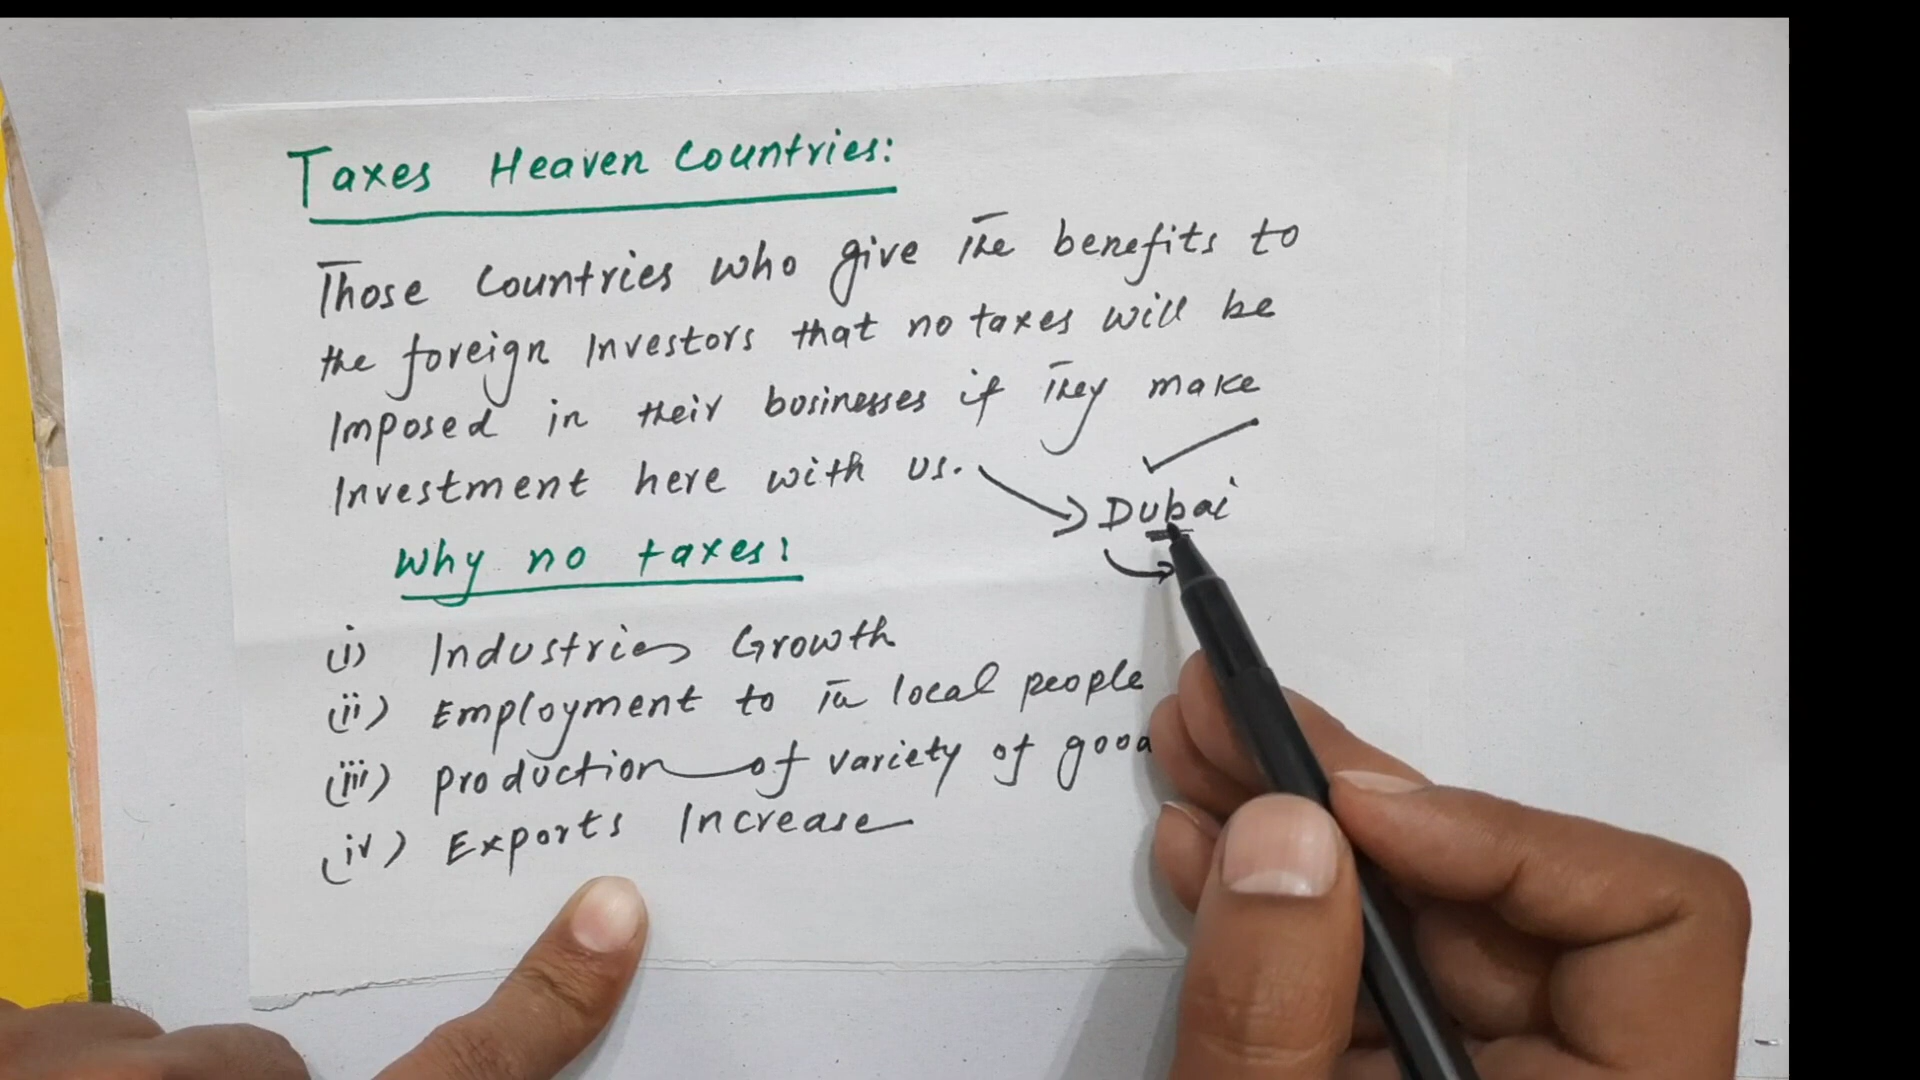 Taxes Heaven Countries:
Those Countries who give the benefits to
the foreign Investors that no taxes will be
Imposed in their businesses if They make
Investment here with us.
Dubai
Why no taxes:
(i) Industries Growth
(ii) Employment to the local people
(iii) production of variety of good
(iv) Exports Increase